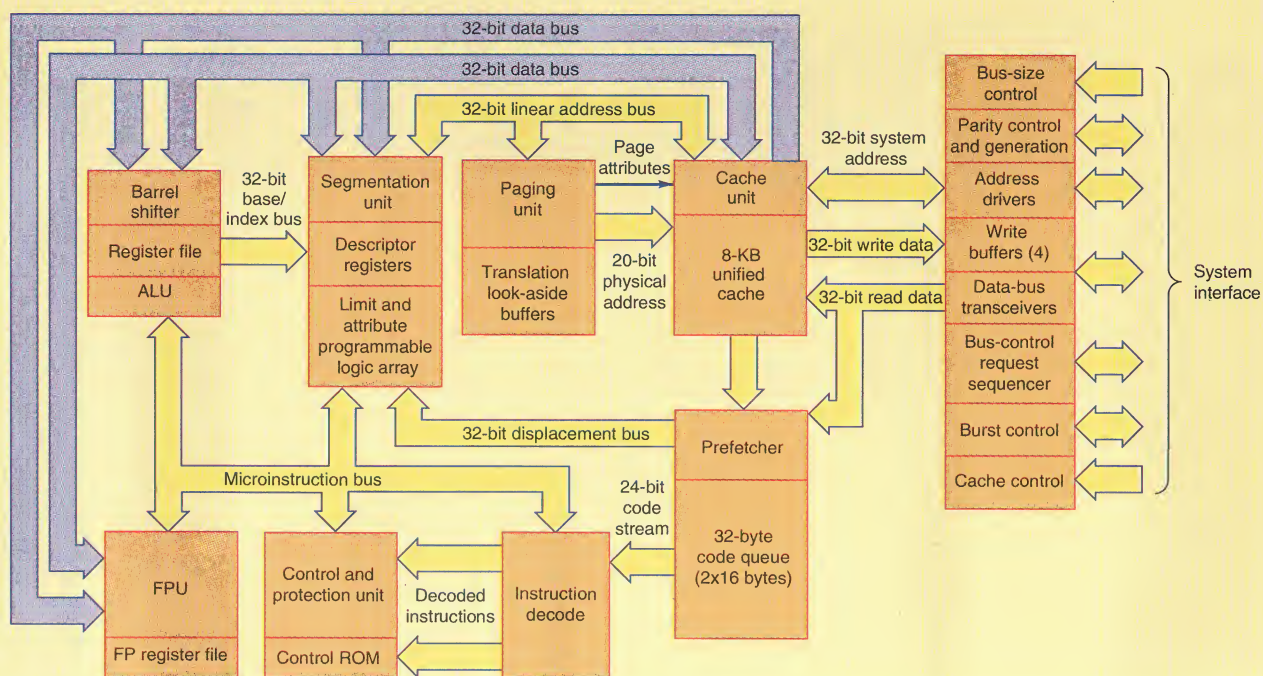 32-bit data bus
32-bit data bus
32-bit linear address bus
Barrel
shifter
Register file
ALU
32-bit
base/
index bus
Segmentation
unit
Descriptor
registers
Limit and
attribute
programmable
logic array
Paging
unit
Translation
look-aside
buffers
Page
attributes
20-bit
physical
address
Cache
unit
8-KB
unified
cache
32-bit system
address
32-bit write data
32-bit read data
Bus-size
control
Parity control
and generation
Address
drivers
Write
buffers (4)
Data-bus
transceivers
Bus-control
request
sequencer
Burst control
Cache control
System
interface
32-bit displacement bus
Microinstruction bus
Prefetcher
32-byte
code queue
(2x16 bytes)
24-bit
code
stream
FPU
FP register file
Control and
protection unit
Control ROM
Decoded
instructions
Instruction
decode